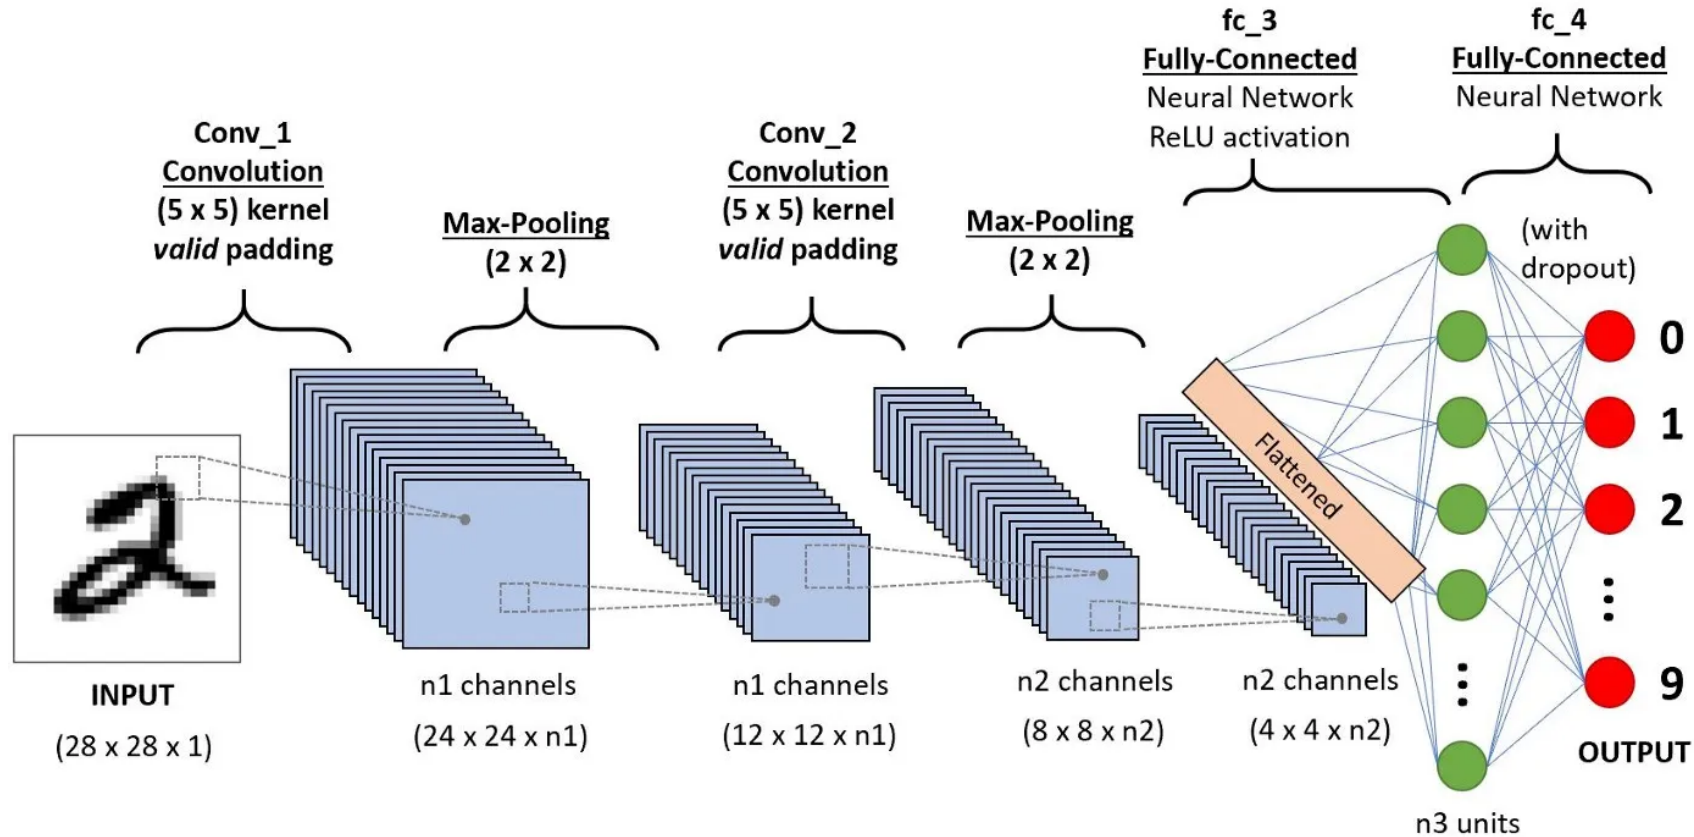 Conv_1
Convolution
(5 x 5) kernel
valid padding
Max-Pooling
(2 x 2)
Conv_2
Convolution
(5 x 5) kernel
valid padding
Max-Pooling
(2 x 2)
fc_3
Fully-Connected
Neural Network
ReLU activation
fc_4
Fully-Connected
Neural Network
(with
dropout)
Flattened
0
1
2
9
INPUT
(28 x 28 x 1)
n1 channels
(24 x 24 x n1)
n1 channels
(12 x 12 x n1)
n2 channels
(8 x 8 x n2)
n2 channels
(4 x 4 x n2)
n3 units
OUTPUT